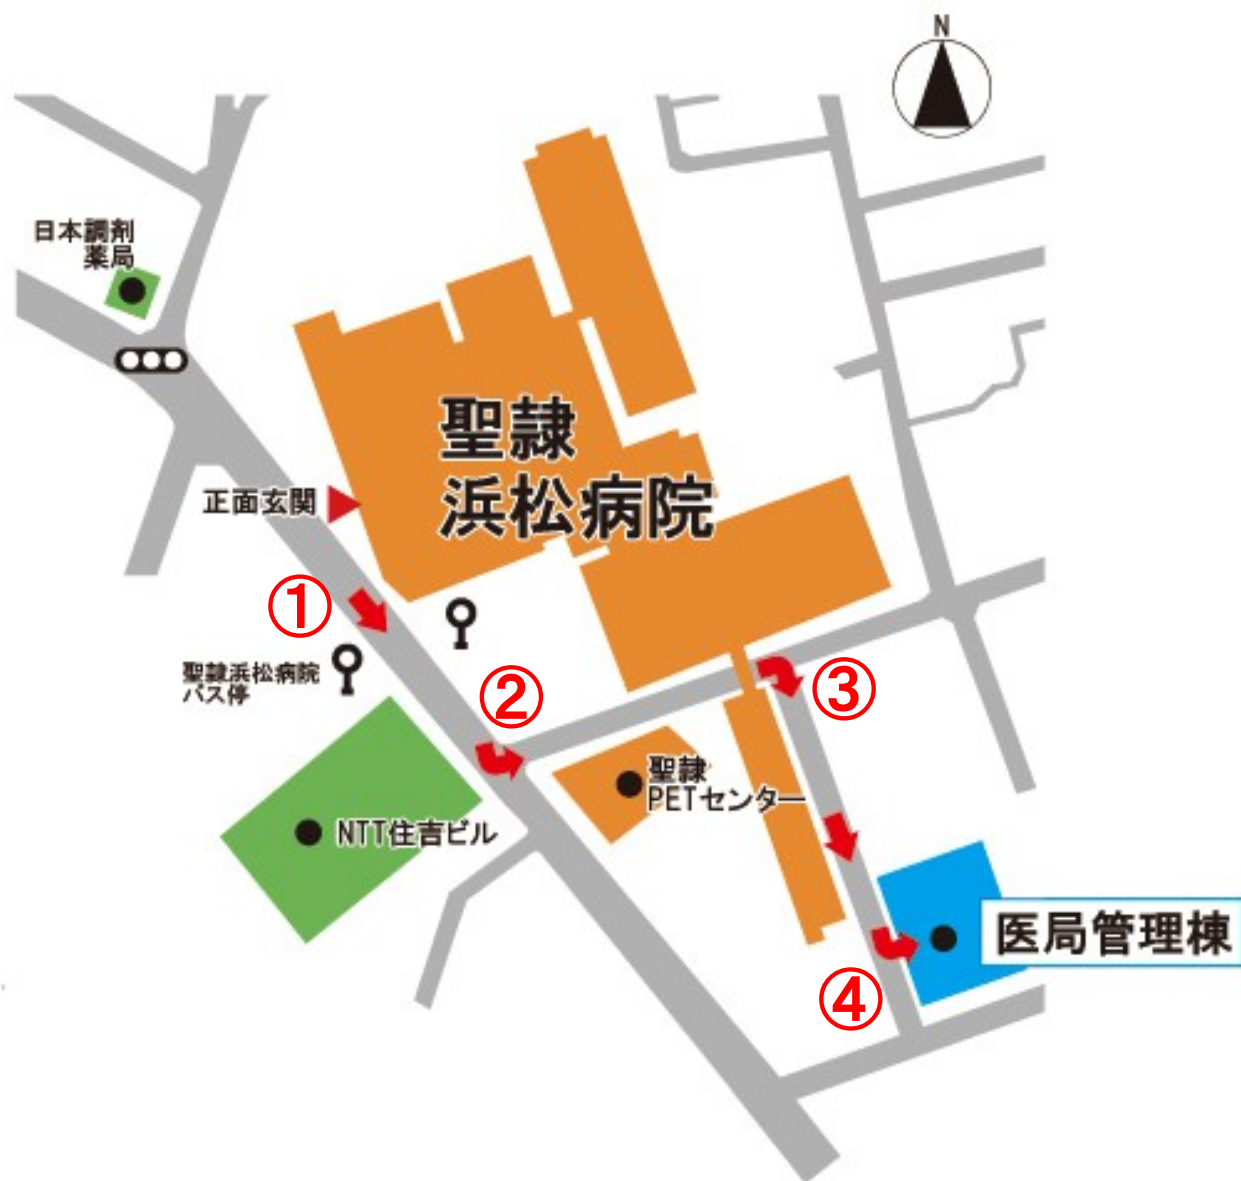 N
日本調剤
薬局
聖隷
浜松病院
正面玄関
①
聖隷浜松病院
バス停
②
③
聖隷
PETセンター
NTT住吉ビル
医局管理棟
④